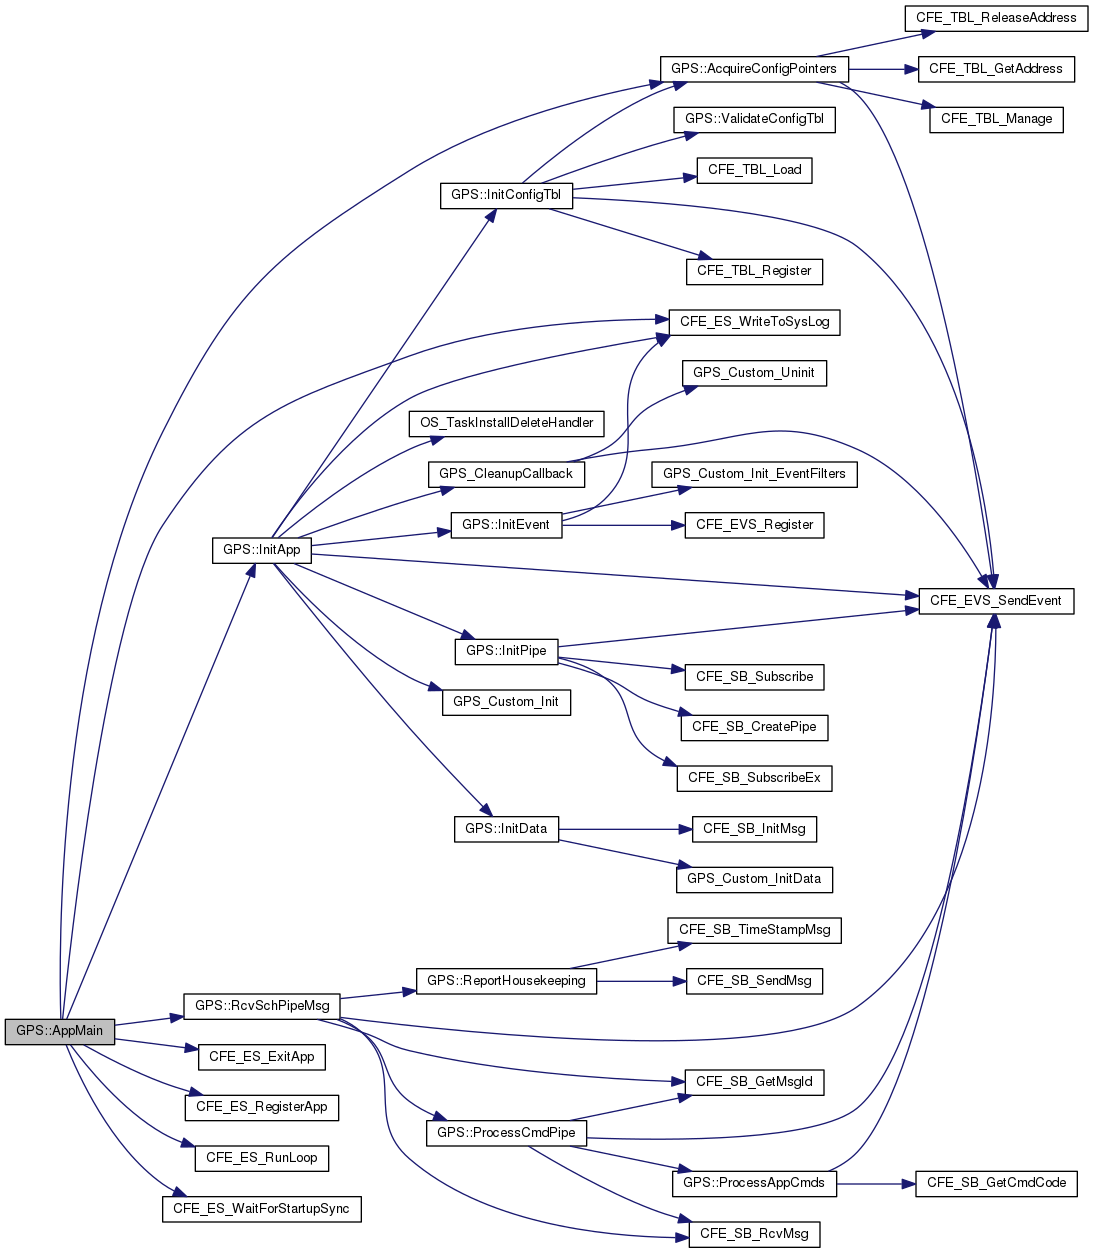 CFE_TBL_ReleaseAddress
GPS::AcquireConfigPointers
CFE_TBL_GetAddress
GPS::ValidateConfigTbl
CFE_TBL_Manage
CFE_TBL_Load
GPS::InitConfigTbl
CFE_TBL_Register
CFE_ES_WriteToSysLog
GPS_Custom_Uninit
OS_TaskInstallDeleteHandler
GPS_CleanupCallback
GPS_Custom_Init_EventFilters
GPS::InitEvent
CFE_EVS_Register
GPS::InitApp
CFE_EVS_SendEvent
GPS::InitPipe
CFE_SB_Subscribe
GPS_Custom_Init
CFE_SB_CreatePipe
CFE_SB_SubscribeEx
GPS::InitData
CFE_SB_InitMsg
GPS_Custom_InitData
CFE_SB_TimeStampMsg
GPS::ReportHousekeeping
CFE_SB_SendMsg
GPS::RcvSchPipeMsg
GPS::AppMain
CFE_ES_ExitApp
CFE_SB_GetMsgId
CFE_ES_RegisterApp
GPS::ProcessCmdPipe
CFE_ES_RunLoop
GPS::ProcessAppCmds
CFE_SB_GetCmdCode
CFE_ES_WaitForStartupSync
CFE_SB_RcvMsg